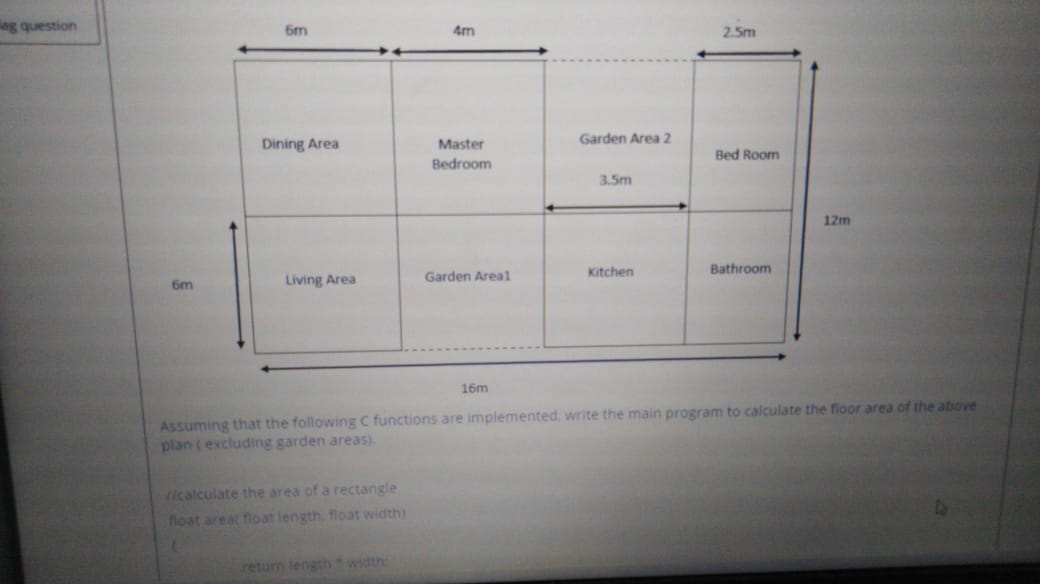 ag question
6m
4m
2.5m
Dining Area
Master
Bedroom
Garden Area 2
Bed Room
3.5m
12m
6m
Living Area
Garden Area1
Kitchen
Bathroom
16m
Assuming that the following C functions are implemented, write the main program to calculate the floor area of the above
plan ( excluding garden areas).
//calculate the area of a rectangle
float area( float length, float width)
{
return length * width;